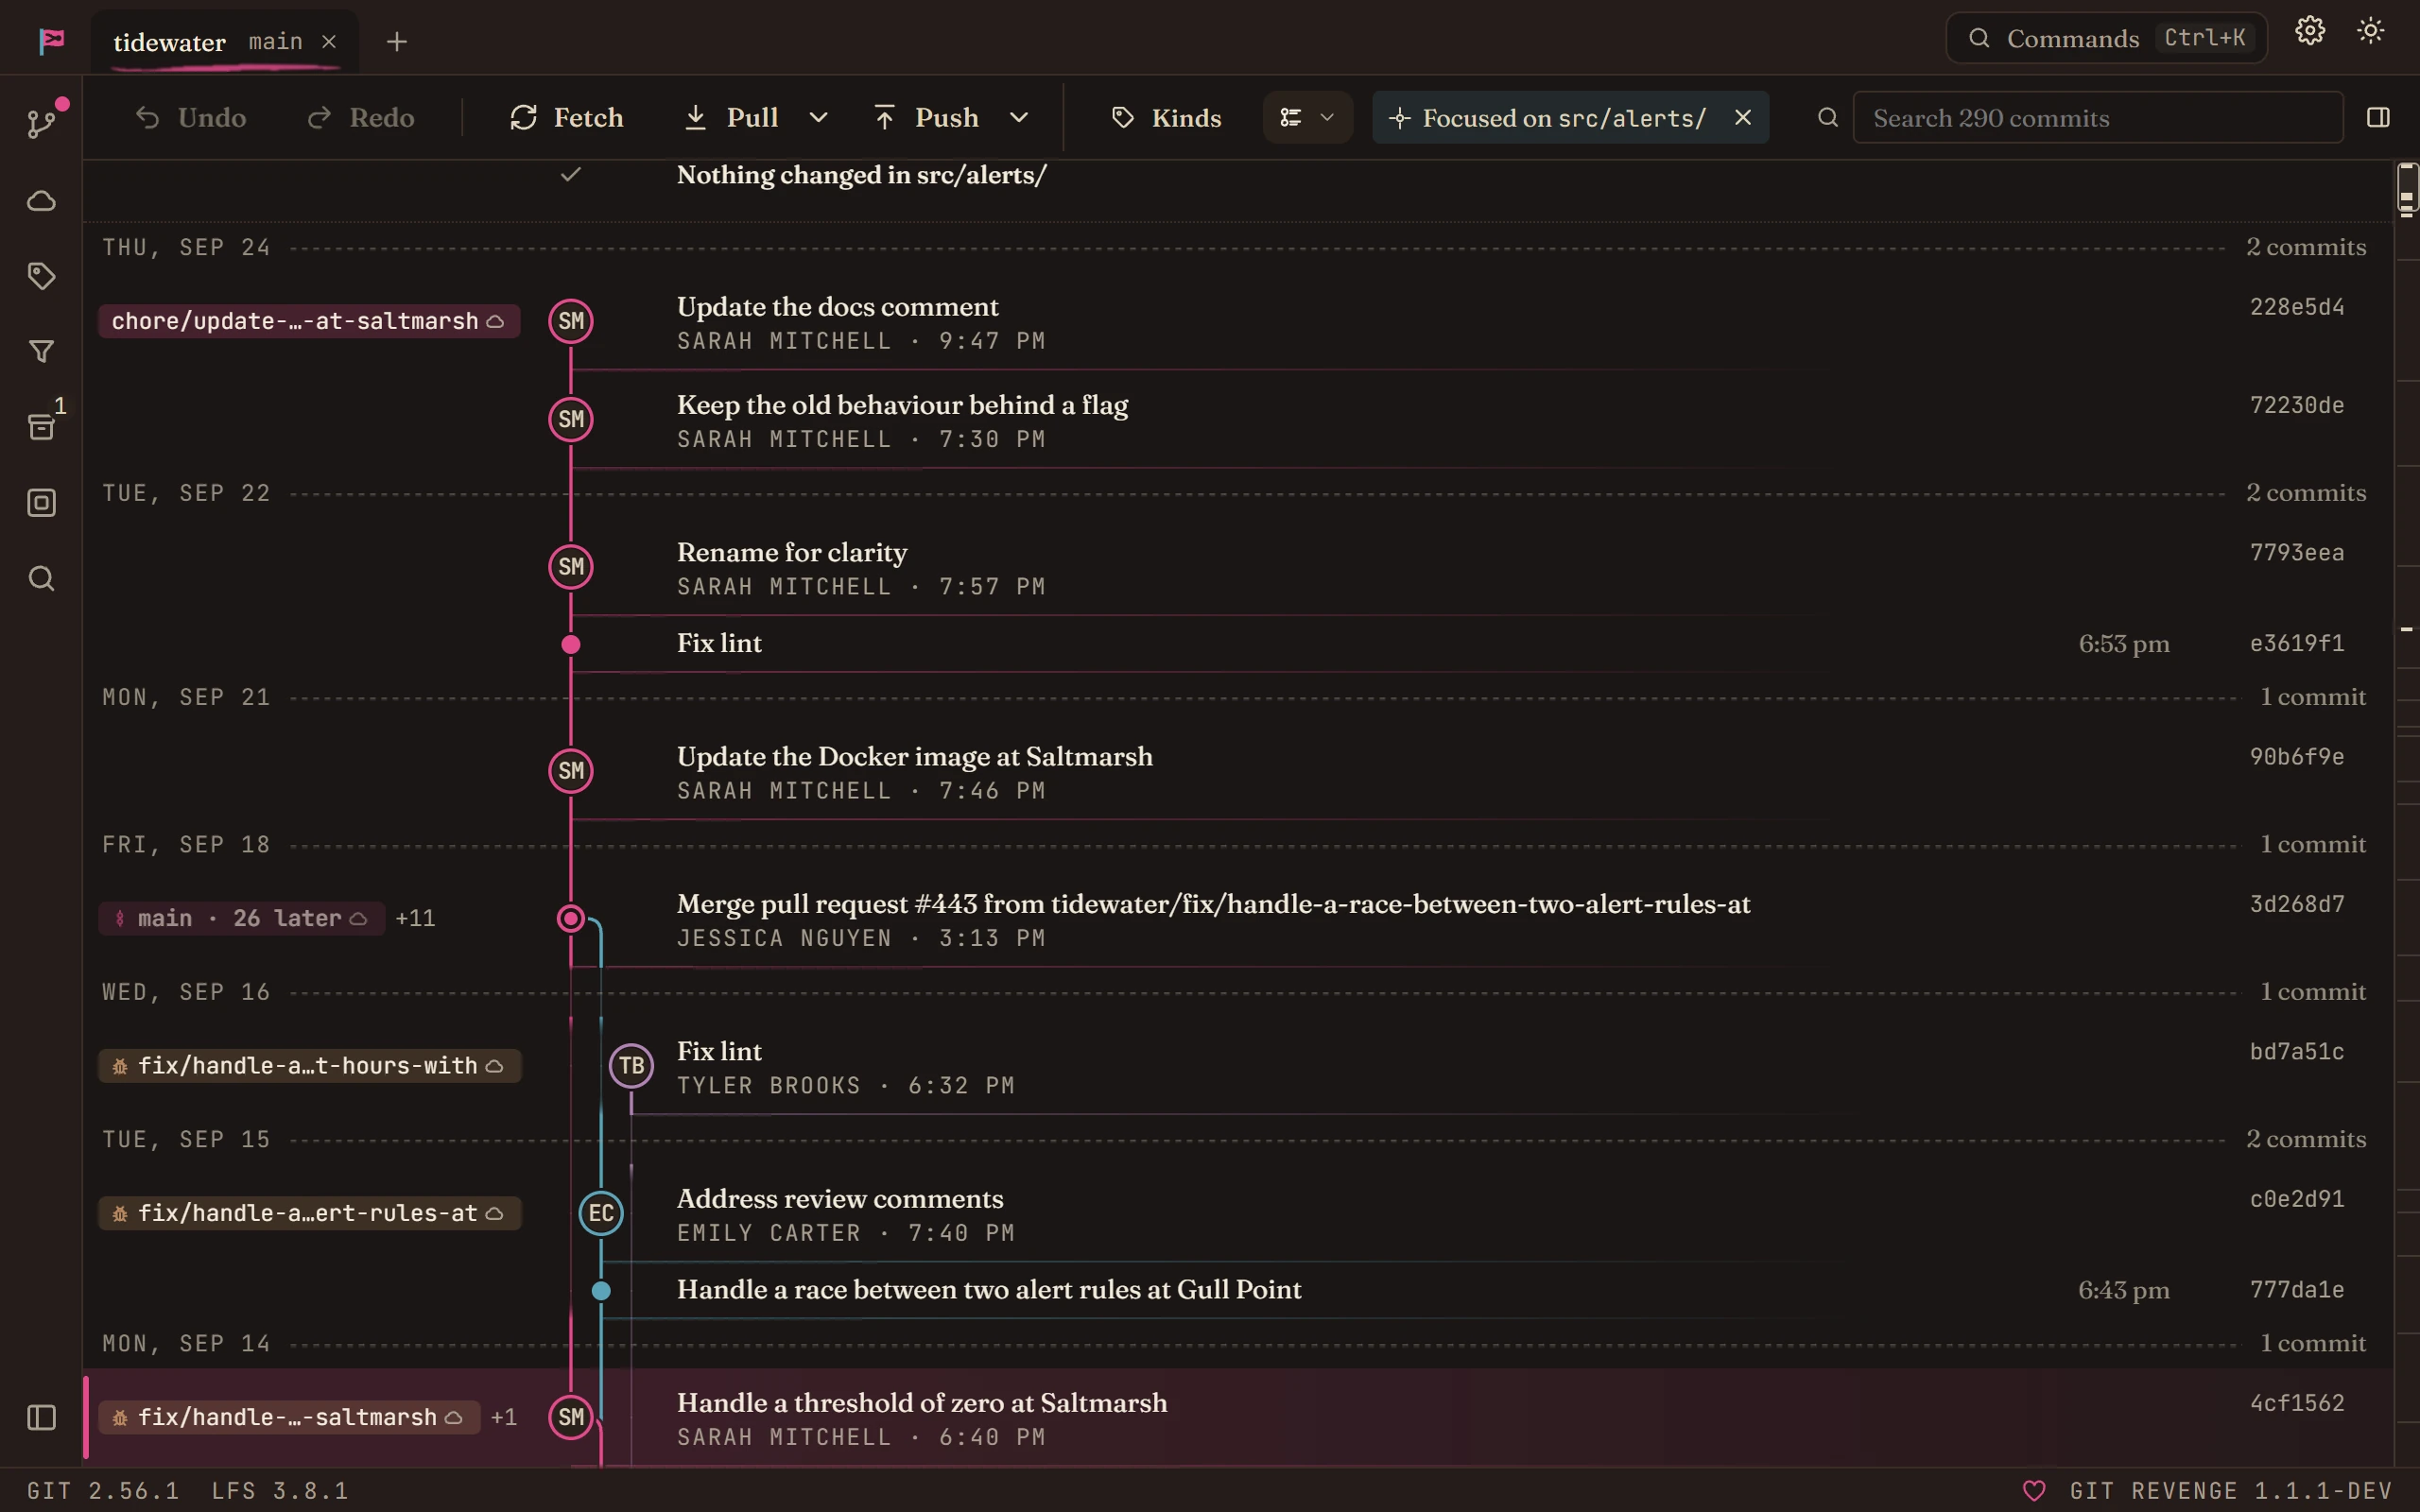 tidewater main
Commands Ctrl+K
Undo Redo Fetch Pull Push Kinds Focused on src/alerts/ Search 290 commits
Nothing changed in src/alerts/
THU, SEP 24 2 commits
chore/update-…-at-saltmarsh SM Update the docs comment 228e5d4
SARAH MITCHELL · 9:47 PM
SM Keep the old behaviour behind a flag 72230de
SARAH MITCHELL · 7:30 PM
1
TUE, SEP 22 2 commits
SM Rename for clarity 7793eea
SARAH MITCHELL · 7:57 PM
Fix lint 6:53 pm e3619f1
MON, SEP 21 1 commit
SM Update the Docker image at Saltmarsh 90b6f9e
SARAH MITCHELL · 7:46 PM
FRI, SEP 18 1 commit
main · 26 later +11 Merge pull request #443 from tidewater/fix/handle-a-race-between-two-alert-rules-at 3d268d7
JESSICA NGUYEN · 3:13 PM
WED, SEP 16 1 commit
fix/handle-a…t-hours-with TB Fix lint bd7a51c
TYLER BROOKS · 6:32 PM
TUE, SEP 15 2 commits
fix/handle-a…ert-rules-at EC Address review comments c0e2d91
EMILY CARTER · 7:40 PM
Handle a race between two alert rules at Gull Point 6:43 pm 777da1e
MON, SEP 14 1 commit
fix/handle-…-saltmarsh +1 SM Handle a threshold of zero at Saltmarsh 4cf1562
SARAH MITCHELL · 6:40 PM
GIT 2.56.1 LFS 3.8.1 GIT REVENGE 1.1.1-DEV